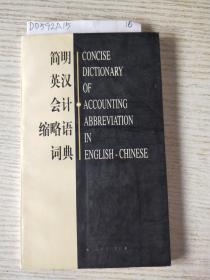 DD592A15
16
简明
英汉
会计
缩略语
词典
CONCISE
DICTIONARY
OF
ACCOUNTING
ABBREVIATION
IN
ENGLISH-CHINESE